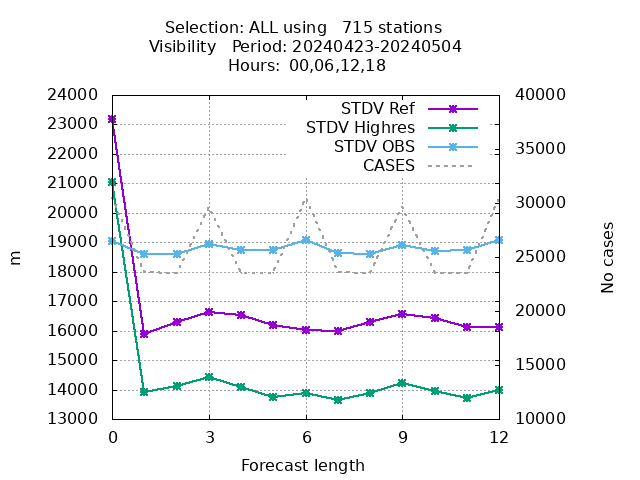 Selection: ALL using   715 stations
Visibility   Period: 20240423-20240504
Hours: 00,06,12,18
24000
23000
22000
21000
20000
19000
18000
17000
16000
15000
14000
13000
m
40000
35000
30000
25000
20000
15000
10000
No cases
STDV Ref
STDV Highres
STDV OBS
CASES
0 3 6 9 12
Forecast length